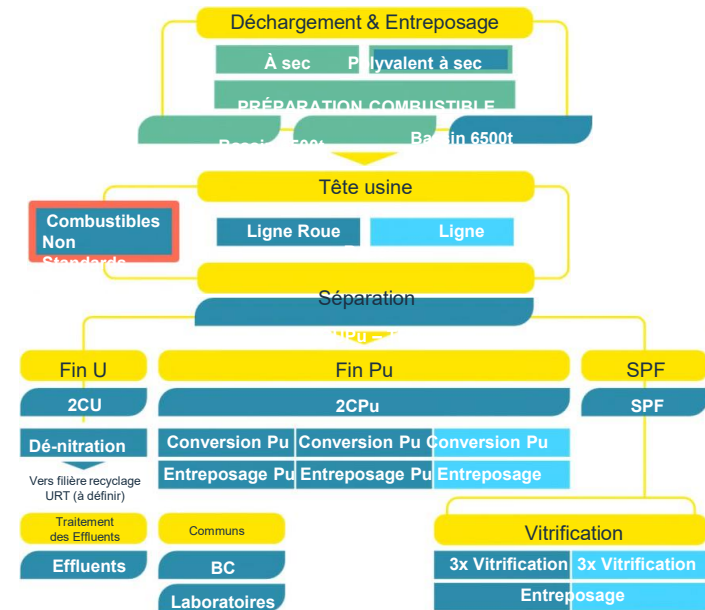 Déchargement & Entreposage
À sec
Polyvalent à sec
PRÉPARATION COMBUSTIBLE
Bassin 6500t
Tête usine
Combustibles
Non
Standards
Ligne Roue
Ligne
Séparation
Fin U
Fin Pu
SPF
2CU
2CPu
SPF
Dé-nitration
Conversion Pu
Conversion Pu
Conversion Pu
Entreposage Pu
Entreposage Pu
Entreposage
Vers filière recyclage
URT (à définir)
Traitement
des Effluents
Communs
Vitrification
Effluents
BC
3x Vitrification
3x Vitrification
Laboratoires
Entreposage